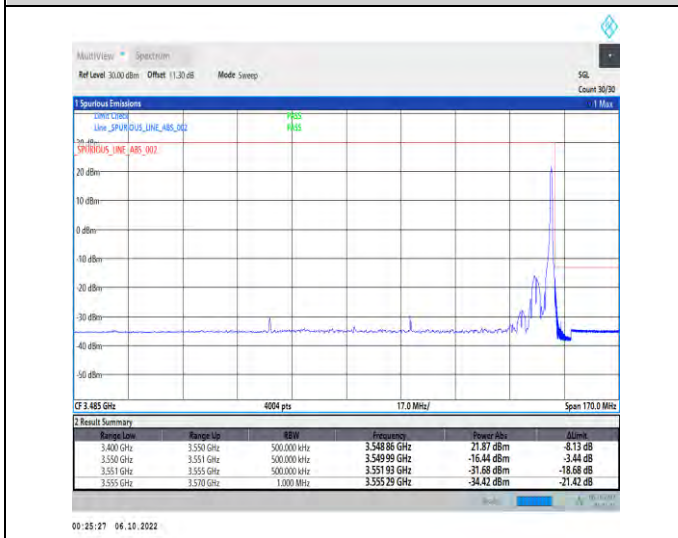 MultiView Spectrum
Ref Level 30.00 dBm Offset 11.30 dB Mode Sweep
SGL
Count 30/30
1 Spurious Emissions 1 Max
Limit Check PASS
Line _SPURIOUS_LINE_ABS_002 PASS
30 dBm
_SPURIOUS_LINE_ABS_002
20 dBm
10 dBm
0 dBm
-10 dBm
-20 dBm
-30 dBm
-40 dBm
-50 dBm
CF 3.485 GHz 4004 pts 17.0 MHz/ Span 170.0 MHz
2 Result Summary
Range Low Range Up RBW Frequency Power Abs ΔLimit
3.400 GHz 3.550 GHz 500.000 kHz 3.548 86 GHz 21.87 dBm -8.13 dB
3.550 GHz 3.551 GHz 500.000 kHz 3.549 99 GHz -16.44 dBm -3.44 dB
3.551 GHz 3.555 GHz 500.000 kHz 3.551 93 GHz -31.68 dBm -18.68 dB
3.555 GHz 3.570 GHz 1.000 MHz 3.555 29 GHz -34.42 dBm -21.42 dB
00:25:27 06.10.2022